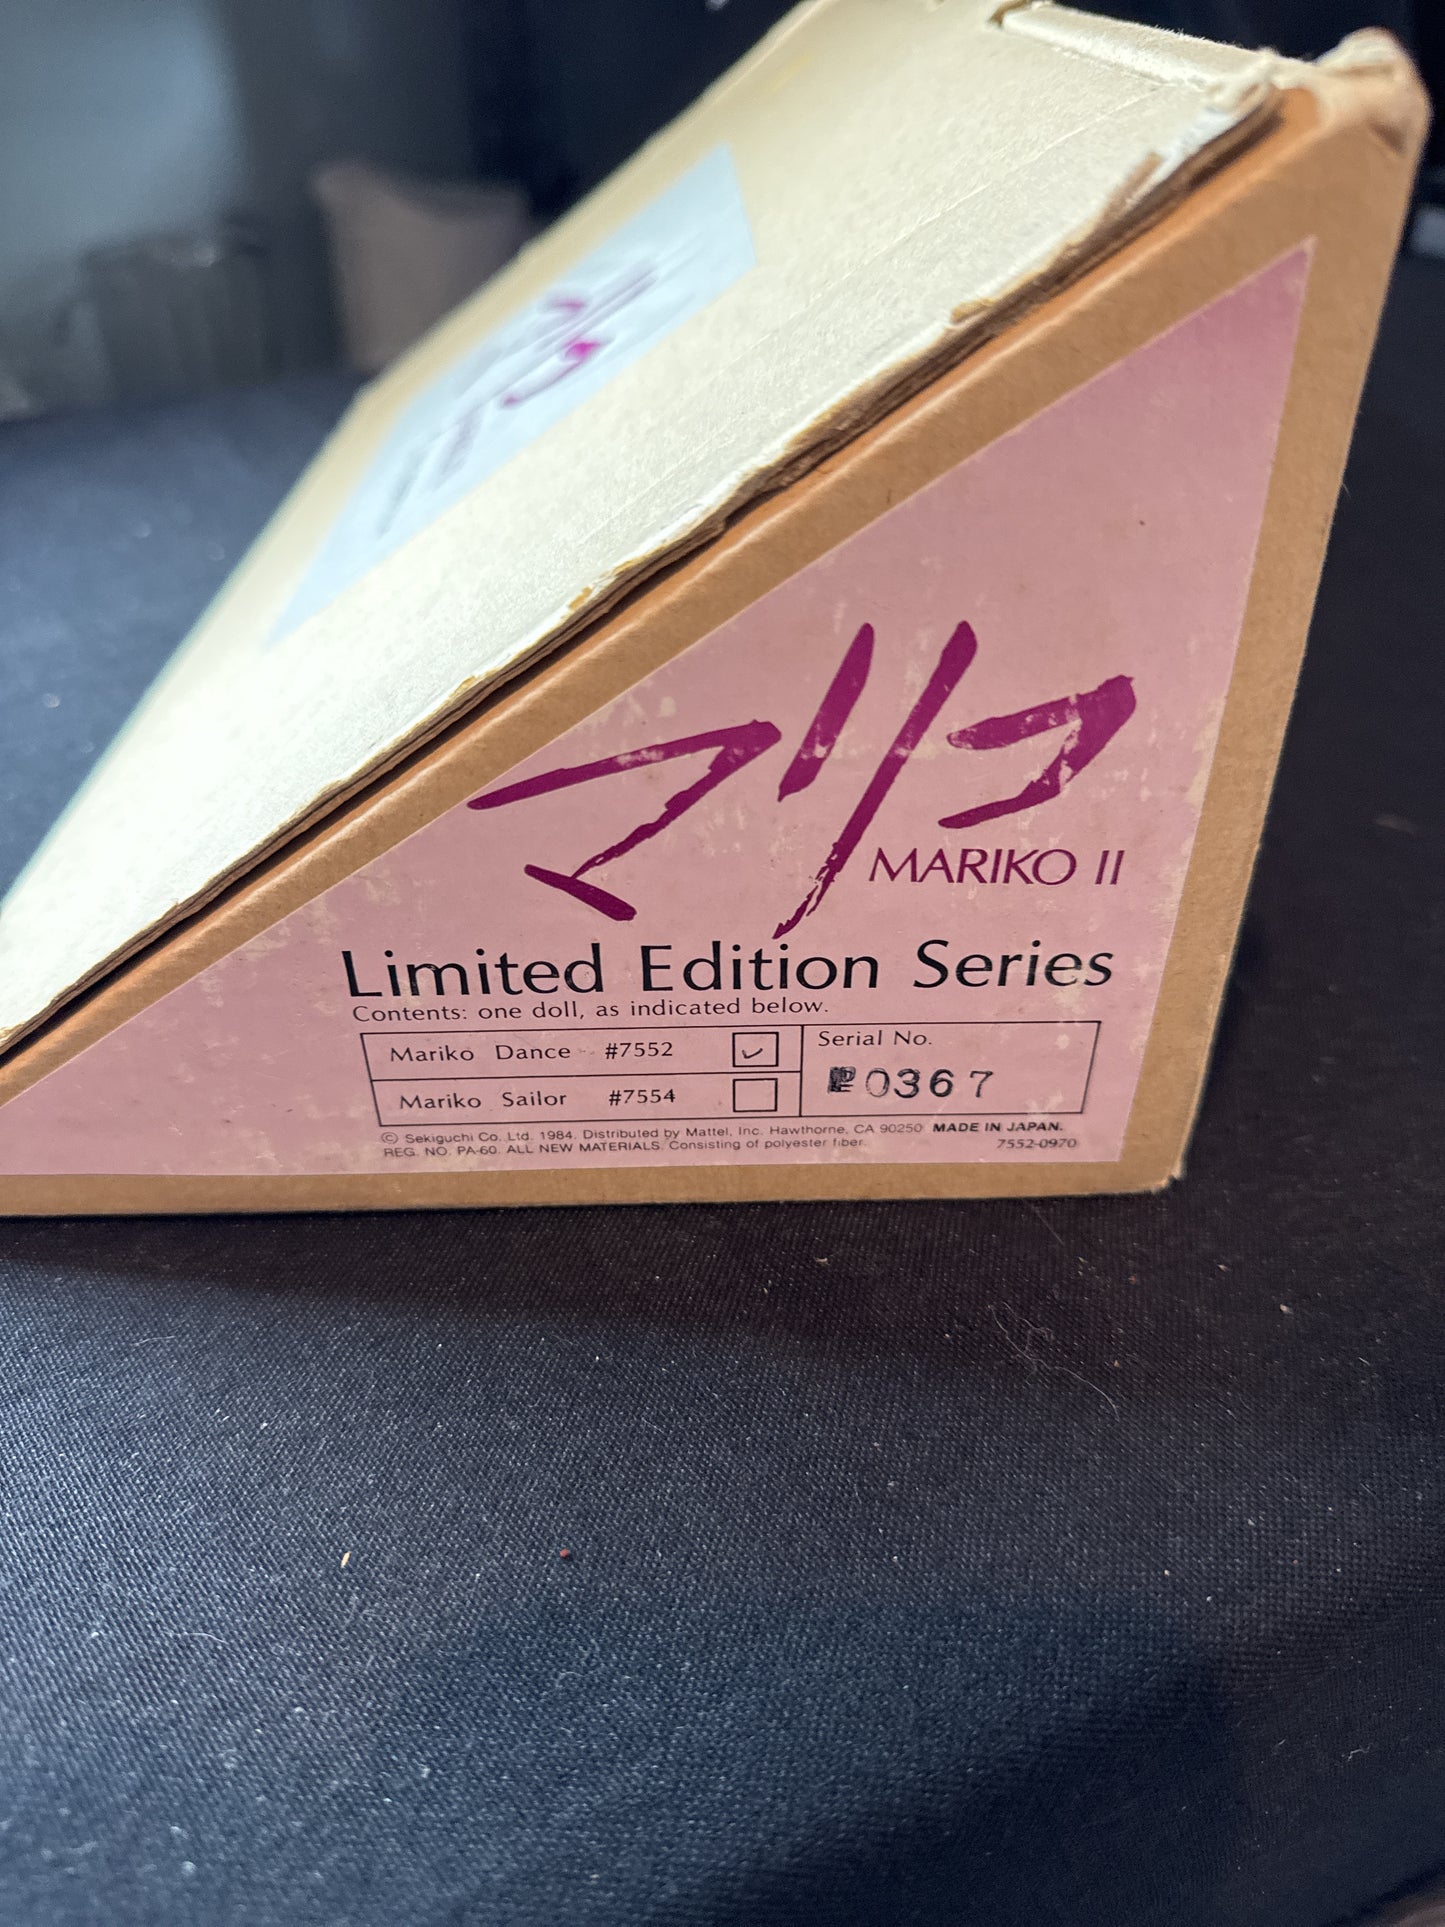 マリコ
MARIKO II
Limited Edition Series
Contents: one doll, as indicated below.
Mariko Dance #7552 ✓
Mariko Sailor #7554
Serial No.
0367
© Sekiguchi Co. Ltd. 1984. Distributed by Mattel, Inc. Hawthorne, CA 90250 MADE IN JAPAN.
REG. NO. PA-60. ALL NEW MATERIALS. Consisting of polyester fiber. 7552-0970